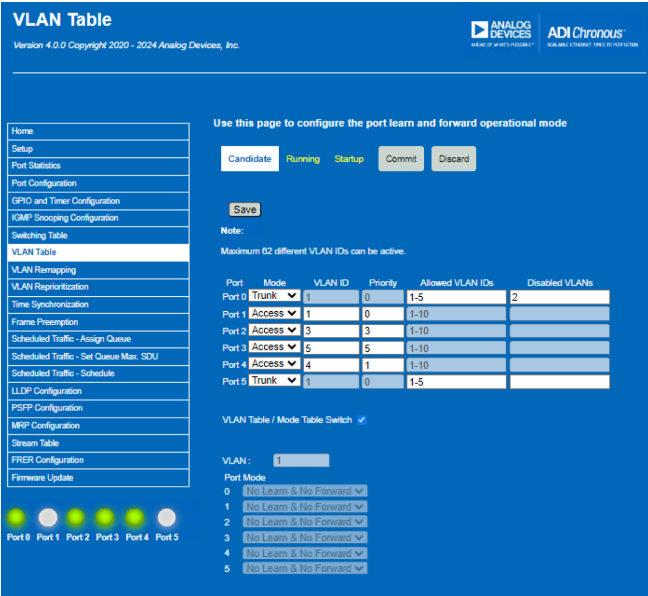 VLAN Table
Version 4.0.0 Copyright 2020 - 2024 Analog Devices, Inc.
ANALOG DEVICES
AHEAD OF WHAT'S POSSIBLE™
ADI Chronous™
SCALABLE ETHERNET TIMED TO PERFECTION
Use this page to configure the port learn and forward operational mode
Candidate Running Startup Commit Discard
Save
Note:
Maximum 62 different VLAN IDs can be active.
Home
Setup
Port Statistics
Port Configuration
GPIO and Timer Configuration
IGMP Snooping Configuration
Switching Table
VLAN Table
VLAN Remapping
VLAN Reprioritization
Time Synchronization
Frame Preemption
Scheduled Traffic - Assign Queue
Scheduled Traffic - Set Queue Max. SDU
Scheduled Traffic - Schedule
LLDP Configuration
PSFP Configuration
MRP Configuration
Stream Table
FRER Configuration
Firmware Update
Port 0 Port 1 Port 2 Port 3 Port 4 Port 5
Port Mode VLAN ID Priority Allowed VLAN IDs Disabled VLANs
Port 0 Trunk 1 0 1-5 2
Port 1 Access 1 0 1-10
Port 2 Access 3 3 1-10
Port 3 Access 5 5 1-10
Port 4 Access 4 1 1-10
Port 5 Trunk 1 0 1-5
VLAN Table / Mode Table Switch
VLAN : 1
Port Mode
0 No Learn & No Forward
1 No Learn & No Forward
2 No Learn & No Forward
3 No Learn & No Forward
4 No Learn & No Forward
5 No Learn & No Forward